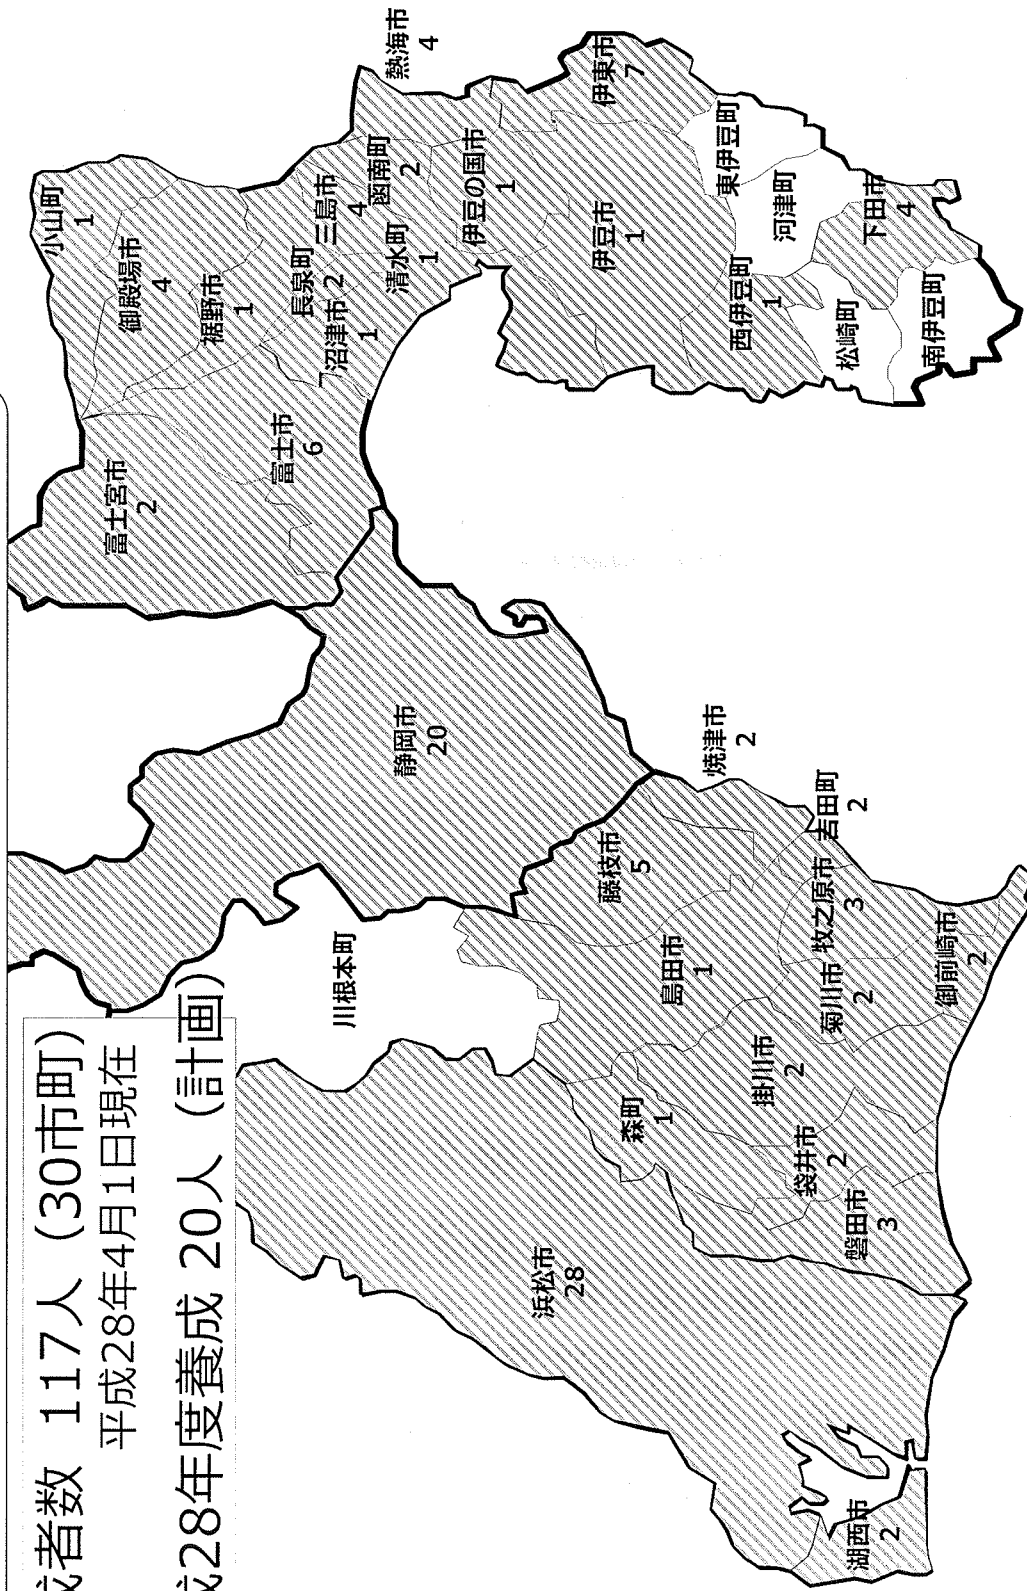 成者数 117人（30市町）
平成28年4月1日現在
成28年度養成 20人（計画）
小山町
1
御殿場市
4
裾野市
1
富士宮市
2
富士市
6
長泉町
2
沼津市
1
三島市
4
清水町
1
函南町
2
熱海市
4
伊豆の国市
1
伊東市
7
伊豆市
1
東伊豆町
西伊豆町
1
河津町
松崎町
下田市
4
南伊豆町
静岡市
20
川根本町
藤枝市
5
焼津市
2
島田市
1
吉田町
2
牧之原市
3
菊川市
2
御前崎市
2
掛川市
2
森町
1
袋井市
2
磐田市
3
浜松市
28
湖西市
2